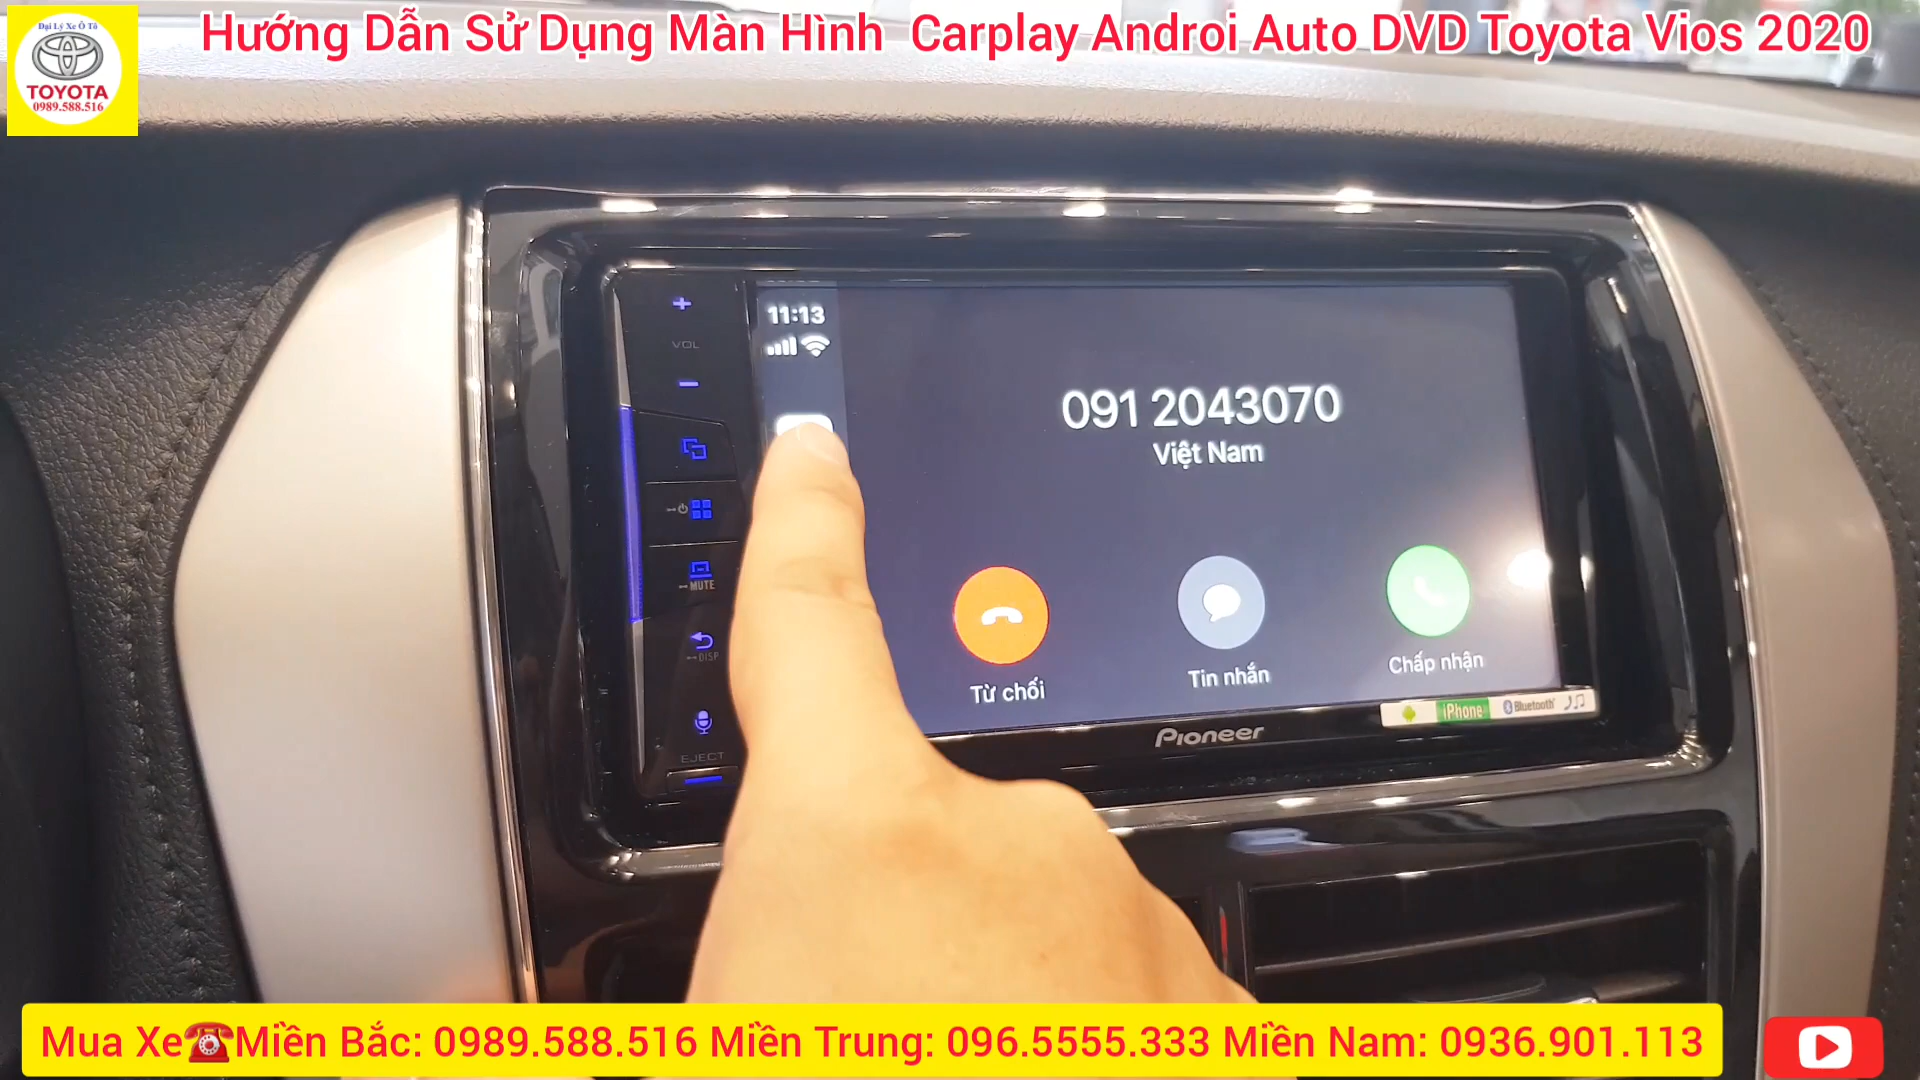 Hướng Dẫn Sử Dụng Màn Hình Carplay Androi Auto DVD Toyota Vios 2020
Đại Lý Xe Ô Tô
TOYOTA
0989.588.516
+
VOL
−
MUTE
DISP
EJECT
11:13
091 2043070
Việt Nam
Từ chối
Tin nhắn
Chấp nhận
iPhone
Bluetooth
Pioneer
Mua Xe☎️Miền Bắc: 0989.588.516 Miền Trung: 096.5555.333 Miền Nam: 0936.901.113